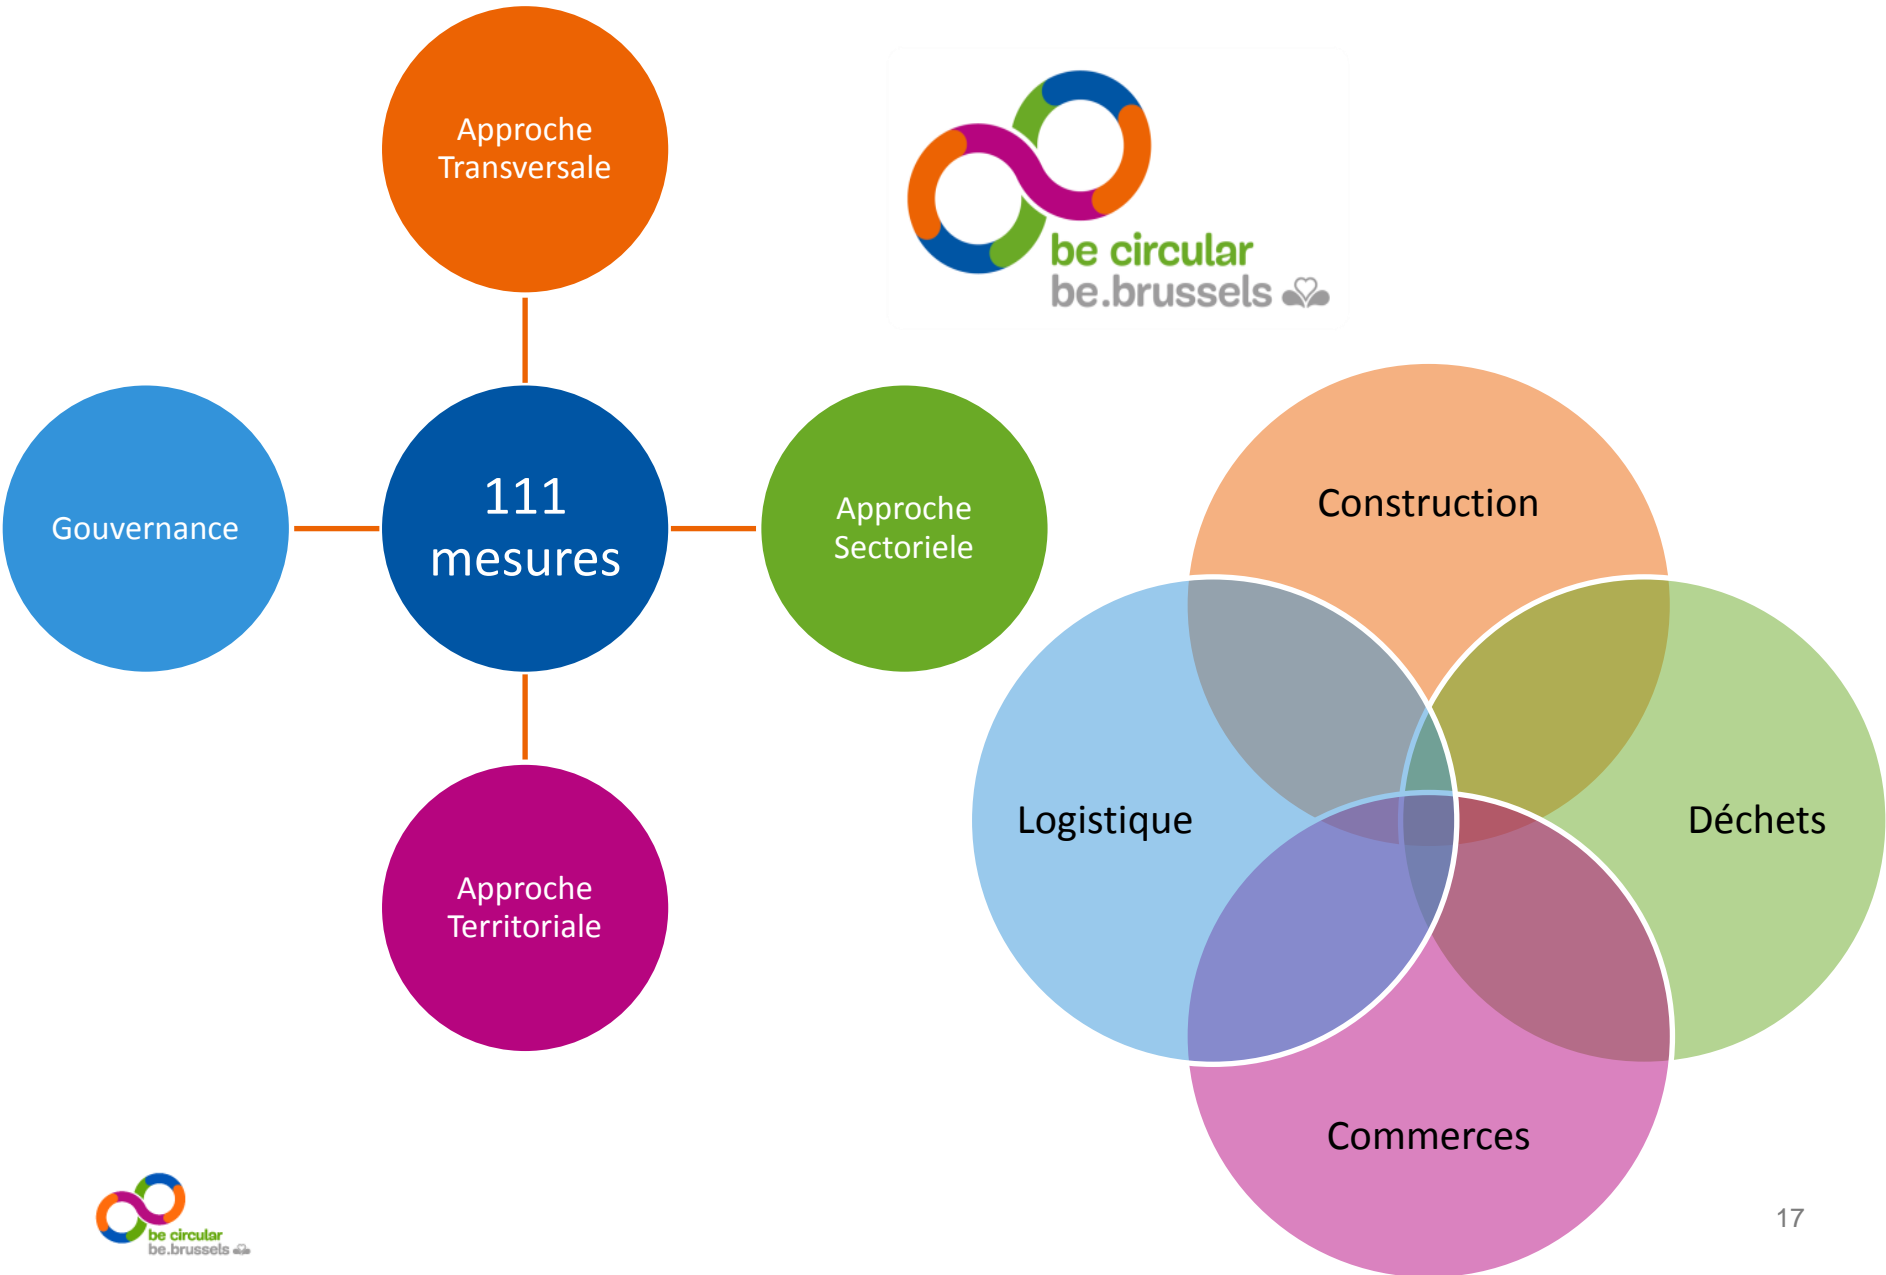 Approche
Transversale
be circular
be.brussels
Gouvernance
111
mesures
Approche
Sectoriele
Approche
Territoriale
Construction
Logistique
Déchets
Commerces
be circular
be.brussels
17